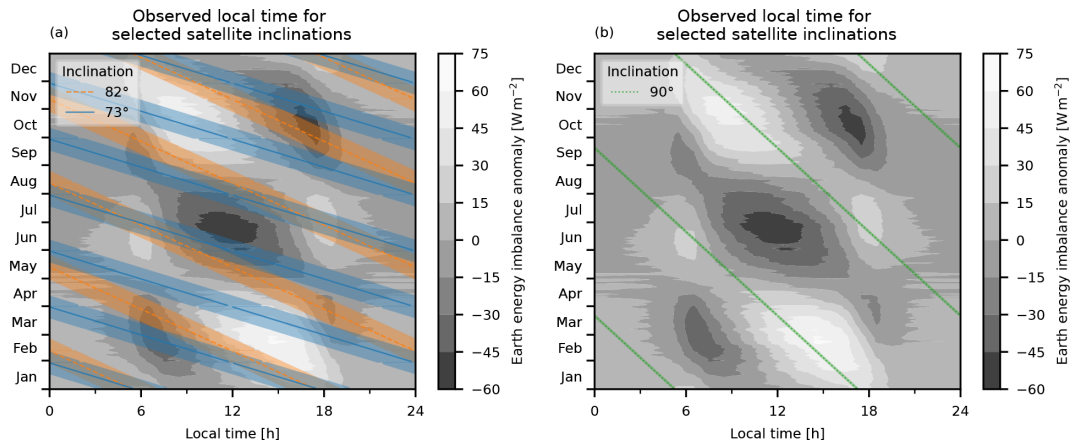 Observed local time for
(a) selected satellite inclinations
Inclination
82°
73°
Dec
Nov
Oct
Sep
Aug
Jul
Jun
May
Apr
Mar
Feb
Jan
0 6 12 18 24
Local time [h]
75
60
45
30
15
0
−15
−30
−45
−60
Earth energy imbalance anomaly [W m⁻²]
Observed local time for
(b) selected satellite inclinations
Inclination
90°
Dec
Nov
Oct
Sep
Aug
Jul
Jun
May
Apr
Mar
Feb
Jan
0 6 12 18 24
Local time [h]
75
60
45
30
15
0
−15
−30
−45
−60
Earth energy imbalance anomaly [W m⁻²]